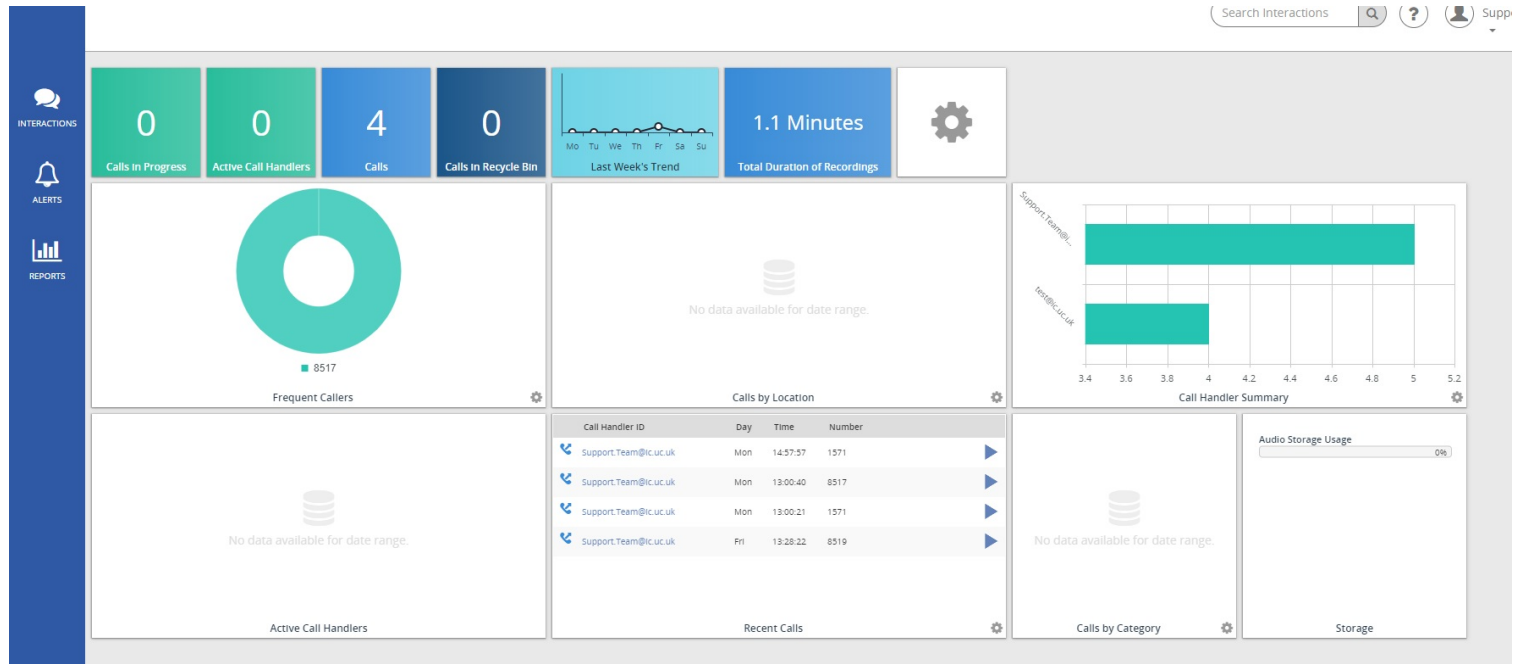 Search Interactions
?
Supp
INTERACTIONS
ALERTS
REPORTS
0
Calls in Progress
0
Active Call Handlers
4
Calls
0
Calls in Recycle Bin
Mo Tu We Th Fr Sa Su
Last Week's Trend
1.1 Minutes
Total Duration of Recordings
8517
Frequent Callers
No data available for date range.
Calls by Location
Support.Team@i...
test@ic.uc.uk
3.4 3.6 3.8 4 4.2 4.4 4.6 4.8 5 5.2
Call Handler Summary
No data available for date range.
Active Call Handlers
Call Handler ID Day Time Number
Support.Team@ic.uc.uk Mon 14:57:57 1571
Support.Team@ic.uc.uk Mon 13:00:40 8517
Support.Team@ic.uc.uk Mon 13:00:21 1571
Support.Team@ic.uc.uk Fri 13:28:22 8519
Recent Calls
No data available for date range.
Calls by Category
Audio Storage Usage
0%
Storage